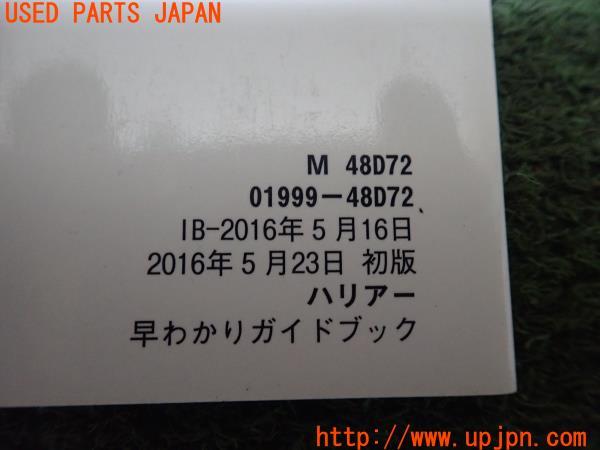 USED PARTS JAPAN
M 48D72
01999-48D72
IB-2016年5月16日
2016年5月23日 初版
ハリアー
早わかりガイドブック
http://www.upjpn.com